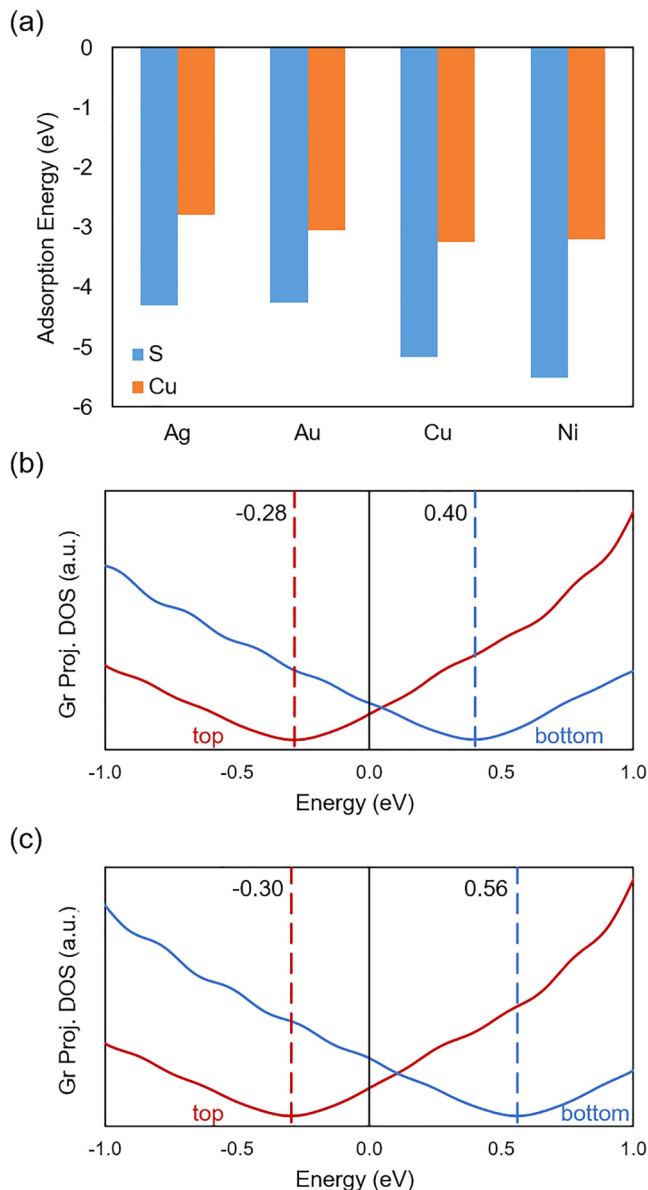 (a)
0
-1
-2
-3
-4
-5
-6
Adsorption Energy (eV)
S
Cu
Ag Au Cu Ni
(b)
-0.28 0.40
Gr Proj. DOS (a.u.)
top bottom
-1.0 -0.5 0.0 0.5 1.0
Energy (eV)
(c)
-0.30 0.56
Gr Proj. DOS (a.u.)
top bottom
-1.0 -0.5 0.0 0.5 1.0
Energy (eV)